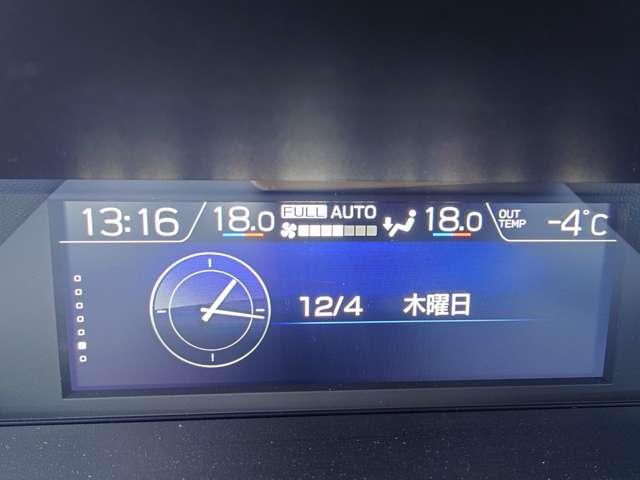 13:16 18.0 FULL AUTO 18.0 OUT TEMP -4°C
12/4 木曜日